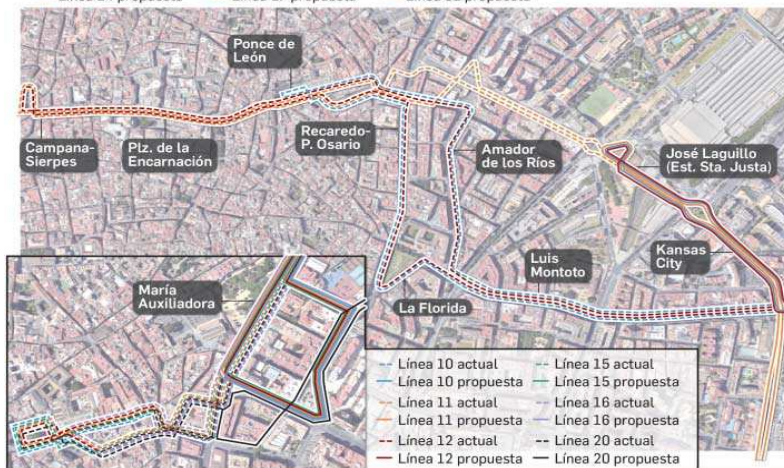 Ponce de
León
Campana-
Sierpes
Plz. de la
Encarnación
Recaredo-
P. Osario
Amador
de los Ríos
José Laguillo
(Est. Sta. Justa)
Kansas
City
Luis
Montoto
La Florida
María
Auxiliadora
Línea 10 actual
Línea 10 propuesta
Línea 11 actual
Línea 11 propuesta
Línea 12 actual
Línea 12 propuesta
Línea 15 actual
Línea 15 propuesta
Línea 16 actual
Línea 16 propuesta
Línea 20 actual
Línea 20 propuesta